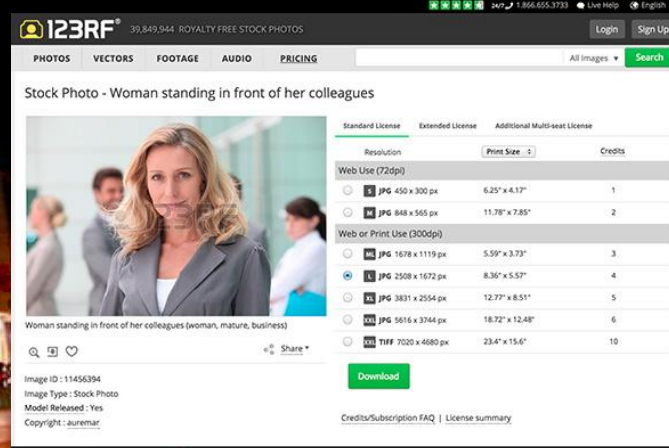 24/7 1.866.655.3733 Live Help English
123RF® 39,849,944 ROYALTY FREE STOCK PHOTOS Login Sign Up
PHOTOS VECTORS FOOTAGE AUDIO PRICING All Images Search
Stock Photo - Woman standing in front of her colleagues
Standard License Extended License Additional Multi-seat License
Resolution Print Size Credits
Web Use (72dpi)
S JPG 450 x 300 px 6.25" x 4.17" 1
M JPG 848 x 565 px 11.78" x 7.85" 2
Web or Print Use (300dpi)
ML JPG 1678 x 1119 px 5.59" x 3.73" 3
L JPG 2508 x 1672 px 8.36" x 5.57" 4
XL JPG 3831 x 2554 px 12.77" x 8.51" 5
XXL JPG 5616 x 3744 px 18.72" x 12.48" 6
XXL TIFF 7020 x 4680 px 23.4" x 15.6" 10
123RF
Woman standing in front of her colleagues (woman, mature, business)
Share
Download
Image ID : 11456394
Image Type : Stock Photo
Model Released : Yes
Copyright : auremar
Credits/Subscription FAQ | License summary